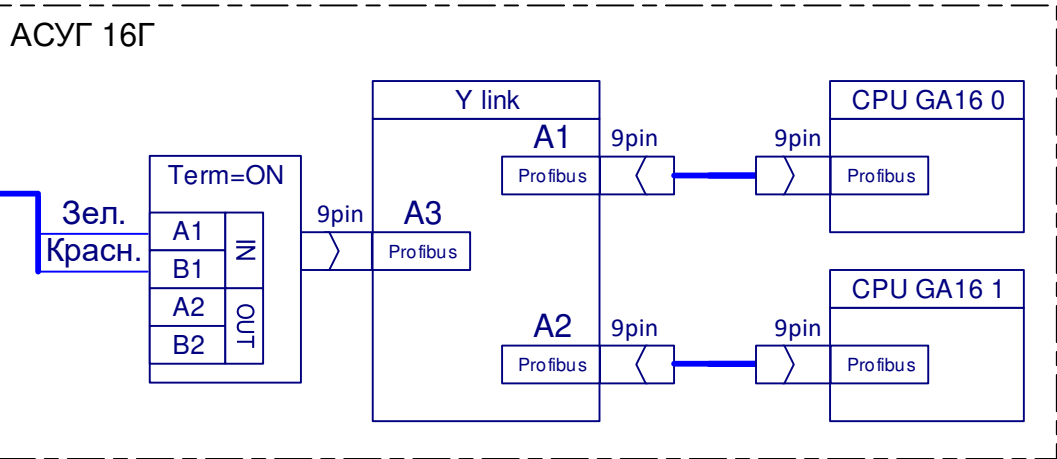 АСУГ 16Г
Y link
CPU GA16 0
A1
9pin
9pin
Profibus
Profibus
Term=ON
Зел.
Красн.
A1
B1
IN
A2
B2
OUT
9pin
A3
Profibus
CPU GA16 1
A2
9pin
9pin
Profibus
Profibus